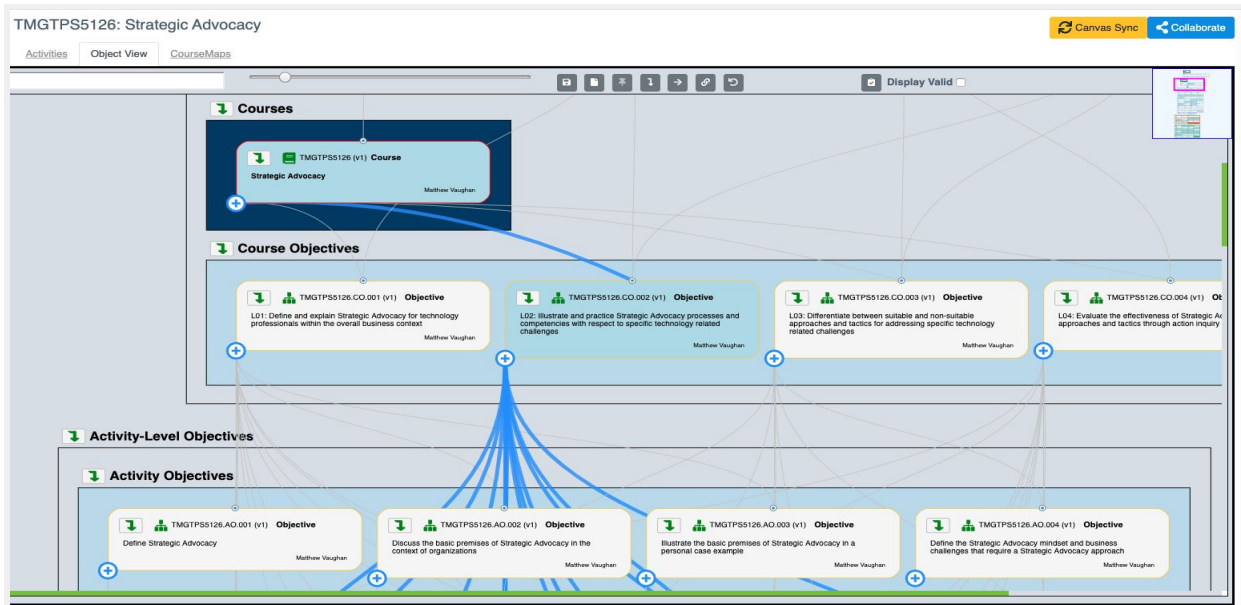 TMGTPS5126: Strategic Advocacy
Canvas Sync
Collaborate
Activities
Object View
CourseMaps
Display Valid
Courses
TMGTPS5126 (v1) Course
Strategic Advocacy
Matthew Vaughan
Course Objectives
TMGTPS5126.CO.001 (v1) Objective
L01: Define and explain Strategic Advocacy for technology
professionals within the overall business context
Matthew Vaughan
TMGTPS5126.CO.002 (v1) Objective
L02: Illustrate and practice Strategic Advocacy processes and
competencies with respect to specific technology related
challenges
Matthew Vaughan
TMGTPS5126.CO.003 (v1) Objective
L03: Differentiate between suitable and non-suitable
approaches and tactics for addressing specific technology
related challenges
Matthew Vaughan
TMGTPS5126.CO.004 (v1) Ob
L04: Evaluate the effectiveness of Strategic Ad
approaches and tactics through action inquiry
Activity-Level Objectives
Activity Objectives
TMGTPS5126.AO.001 (v1) Objective
Define Strategic Advocacy
Matthew Vaughan
TMGTPS5126.AO.002 (v1) Objective
Discuss the basic premises of Strategic Advocacy in the
context of organizations
Matthew Vaughan
TMGTPS5126.AO.003 (v1) Objective
Illustrate the basic premises of Strategic Advocacy in a
personal case example
Matthew Vaughan
TMGTPS5126.AO.004 (v1) Objective
Define the Strategic Advocacy mindset and business
challenges that require a Strategic Advocacy approach
Matthew Vaughan